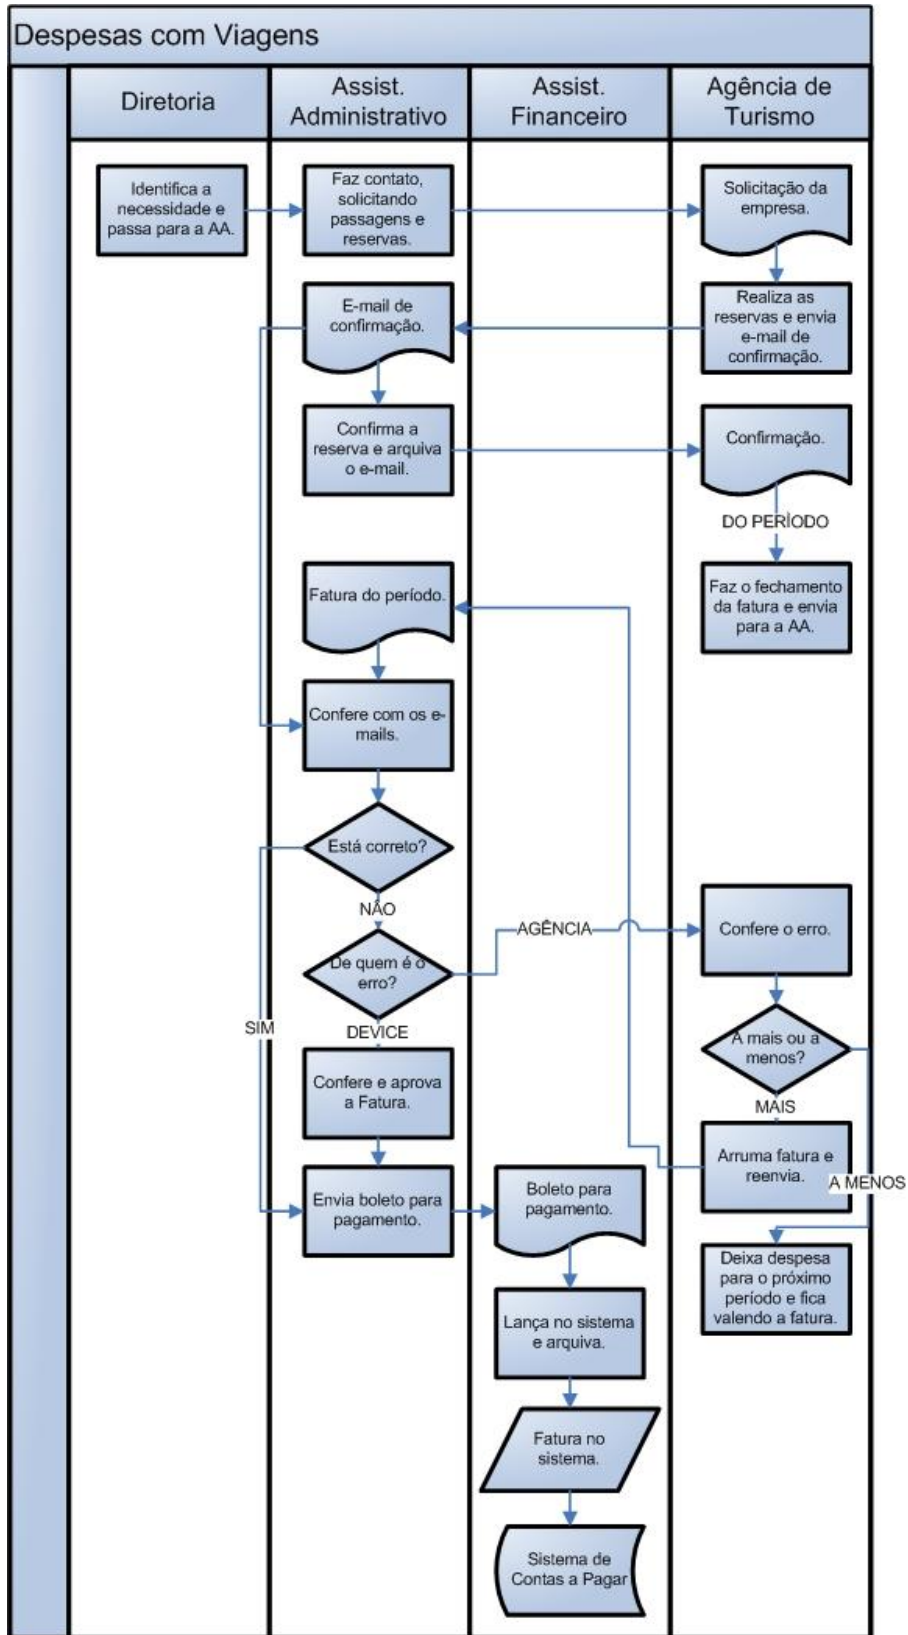 Despesas com Viagens
Diretoria
Assist.
Administrativo
Assist.
Financeiro
Agência de
Turismo
Identifica a
necessidade e
passa para a AA.
Faz contato,
solicitando
passagens e
reservas.
Solicitação da
empresa.
E-mail de
confirmação.
Realiza as
reservas e envia
e-mail de
confirmação.
Confirma a
reserva e arquiva
o e-mail.
Confirmação.
DO PERÍODO
Fatura do período.
Faz o fechamento
da fatura e envia
para a AA.
Confere com os e-
mails.
Está correto?
NÃO
AGÊNCIA
Confere o erro.
De quem é o
erro?
SIM
DEVICE
A mais ou a
menos?
Confere e aprova
a Fatura.
MAIS
Arruma fatura e
reenvia.
A MENOS
Envia boleto para
pagamento.
Boleto para
pagamento.
Deixa despesa
para o próximo
período e fica
valendo a fatura.
Lança no sistema
e arquiva.
Fatura no
sistema.
Sistema de
Contas a Pagar